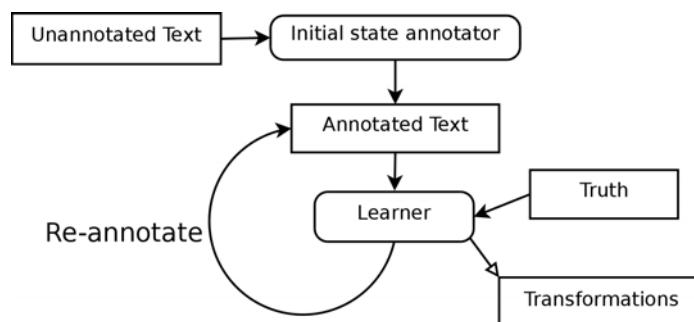 Unannotated Text
Initial state annotator
Annotated Text
Truth
Learner
Re-annotate
Transformations